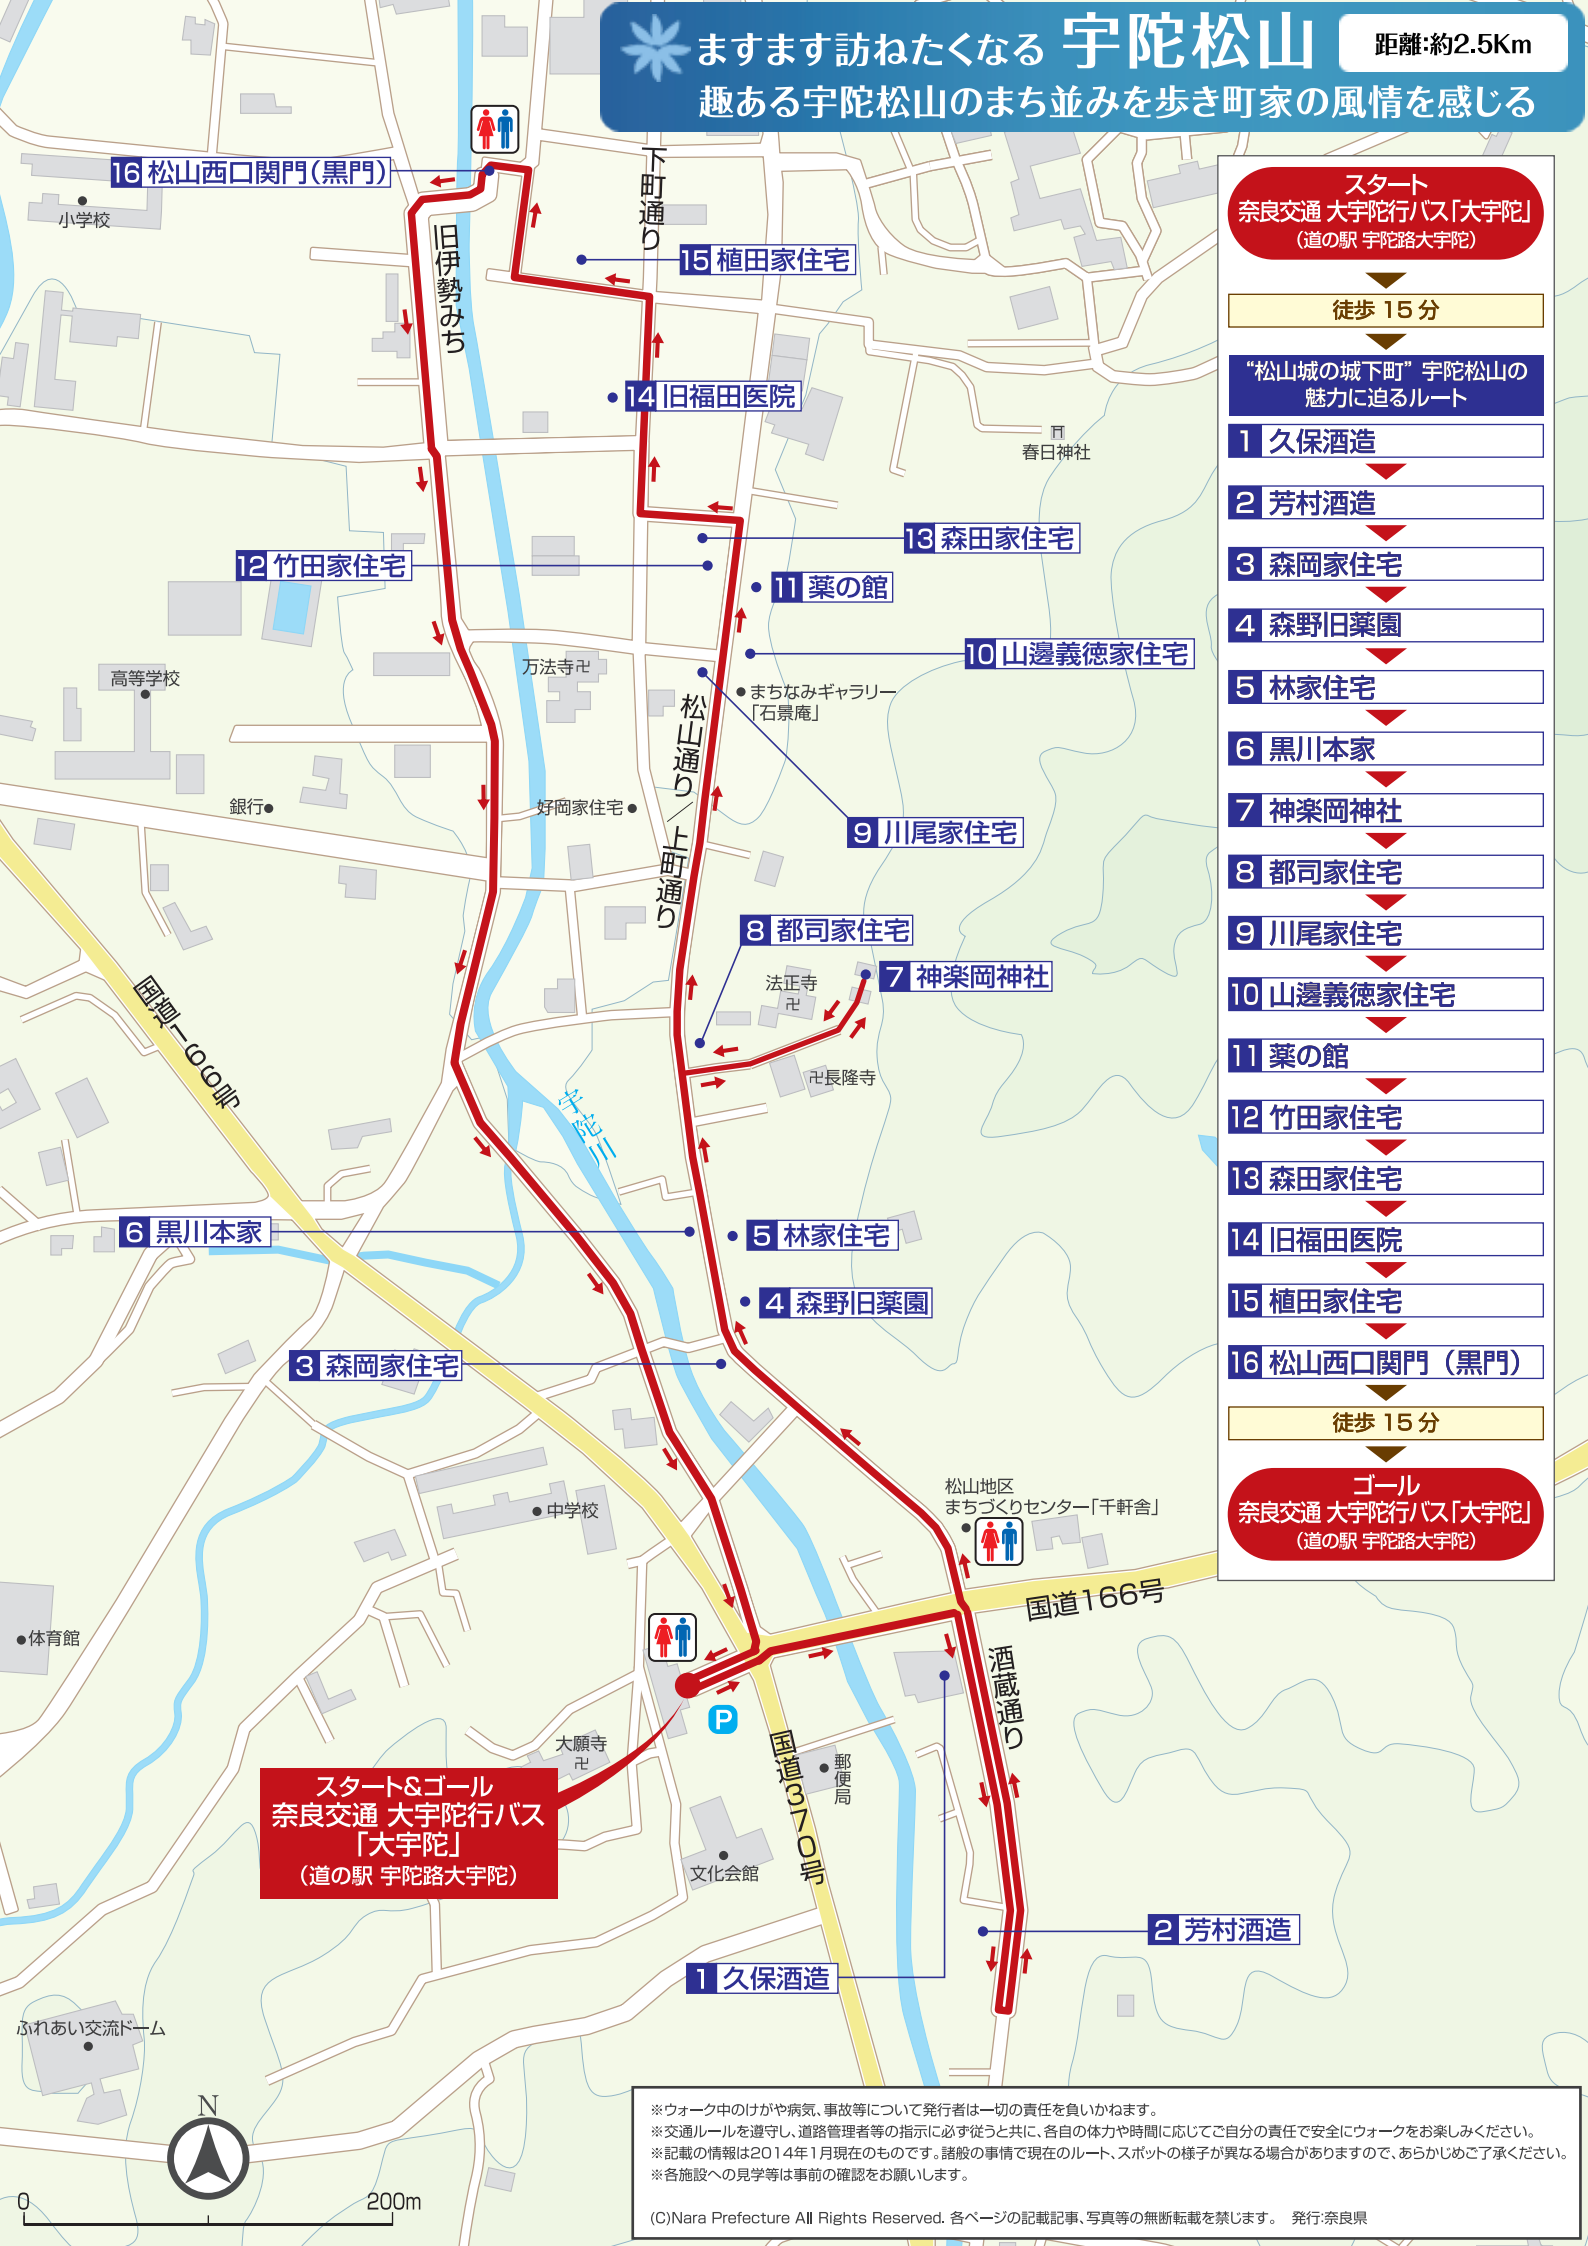 ますます訪ねたくなる 宇陀松山
距離:約2.5Km
趣ある宇陀松山のまち並みを歩き町家の風情を感じる
スタート
奈良交通 大宇陀行バス「大宇陀」
(道の駅 宇陀路大宇陀)
徒歩 15 分
“松山城の城下町” 宇陀松山の
魅力に迫るルート
1 久保酒造
2 芳村酒造
3 森岡家住宅
4 森野旧薬園
5 林家住宅
6 黒川本家
7 神楽岡神社
8 都司家住宅
9 川尾家住宅
10 山邊義徳家住宅
11 薬の館
12 竹田家住宅
13 森田家住宅
14 旧福田医院
15 植田家住宅
16 松山西口関門（黒門）
徒歩 15 分
ゴール
奈良交通 大宇陀行バス「大宇陀」
(道の駅 宇陀路大宇陀)
16 松山西口関門(黒門)
小学校
下町通り
旧伊勢みち
15 植田家住宅
14 旧福田医院
春日神社
13 森田家住宅
12 竹田家住宅
11 薬の館
10 山邊義徳家住宅
万法寺卍
高等学校
まちなみギャラリー
「石景庵」
松山通り／上町通り
銀行
好岡家住宅
9 川尾家住宅
8 都司家住宅
7 神楽岡神社
法正寺
卍
国道166号
卍長隆寺
宇陀川
6 黒川本家
5 林家住宅
4 森野旧薬園
3 森岡家住宅
松山地区
まちづくりセンター「千軒舎」
中学校
国道166号
体育館
酒蔵通り
P
大願寺
卍
国道370号
郵便局
スタート&ゴール
奈良交通 大宇陀行バス
「大宇陀」
(道の駅 宇陀路大宇陀)
文化会館
2 芳村酒造
1 久保酒造
ふれあい交流ドーム
N
0 200m
※ウォーク中のけがや病気、事故等について発行者は一切の責任を負いかねます。
※交通ルールを遵守し、道路管理者等の指示に必ず従うと共に、各自の体力や時間に応じてご自分の責任で安全にウォークをお楽しみください。
※記載の情報は2014年1月現在のものです。諸般の事情で現在のルート、スポットの様子が異なる場合がありますので、あらかじめご了承ください。
※各施設への見学等は事前の確認をお願いします。
(C)Nara Prefecture All Rights Reserved. 各ページの記載記事、写真等の無断転載を禁じます。 発行:奈良県